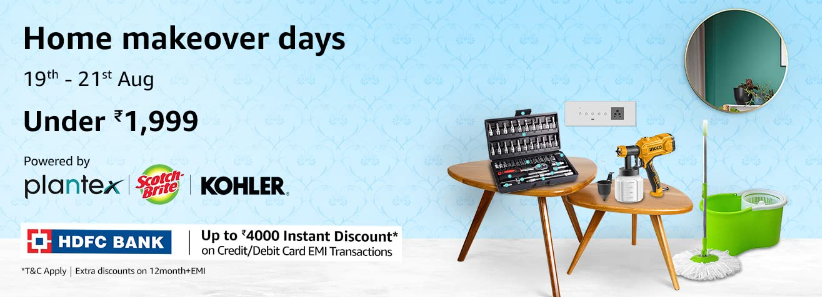 Home makeover days
19th - 21st Aug
Under ₹1,999
Powered by
plantex Scotch-Brite KOHLER®
HDFC BANK
Up to ₹4000 Instant Discount*
on Credit/Debit Card EMI Transactions
*T&C Apply | Extra discounts on 12month+EMI
INGCO